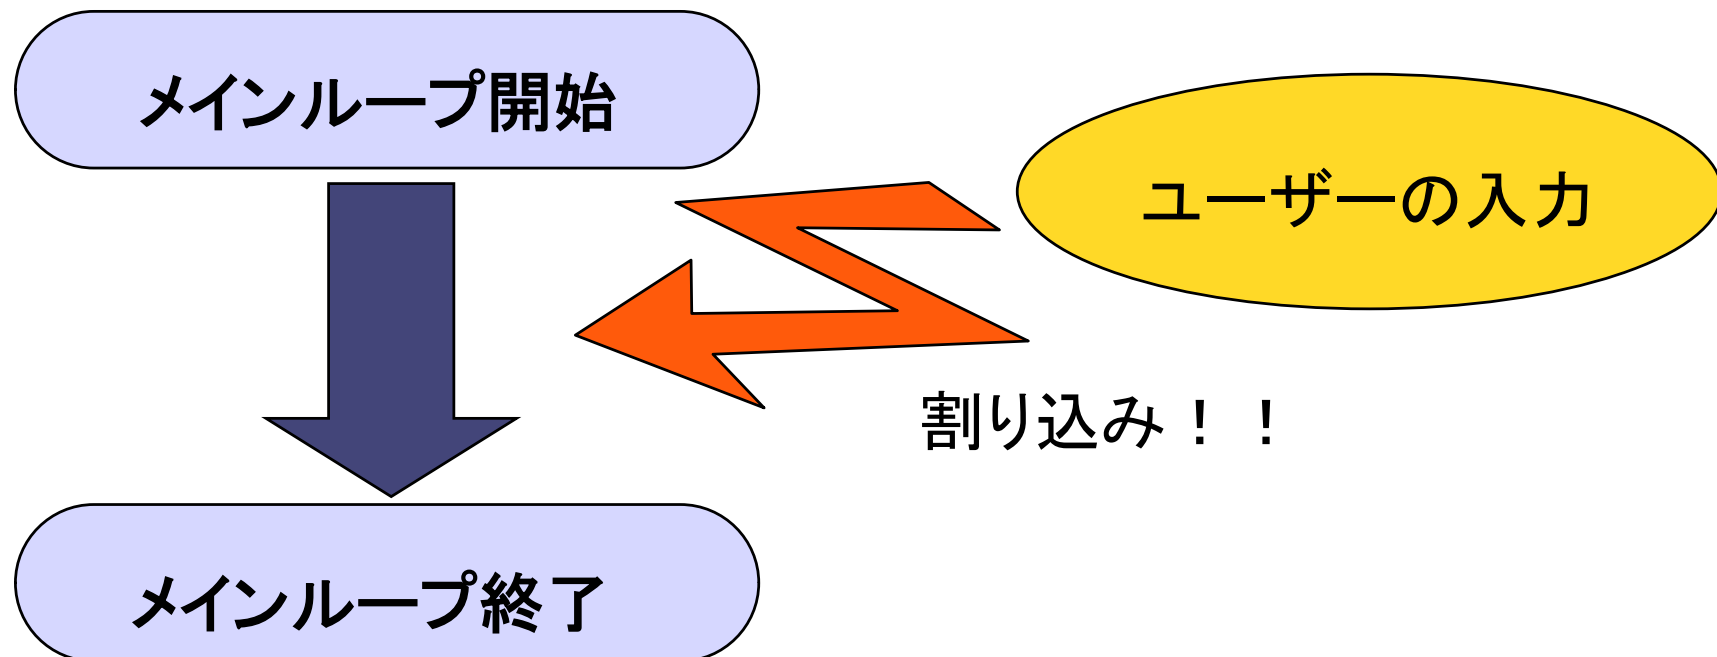 メインループ開始
ユーザーの入力
割り込み！！
メインループ終了